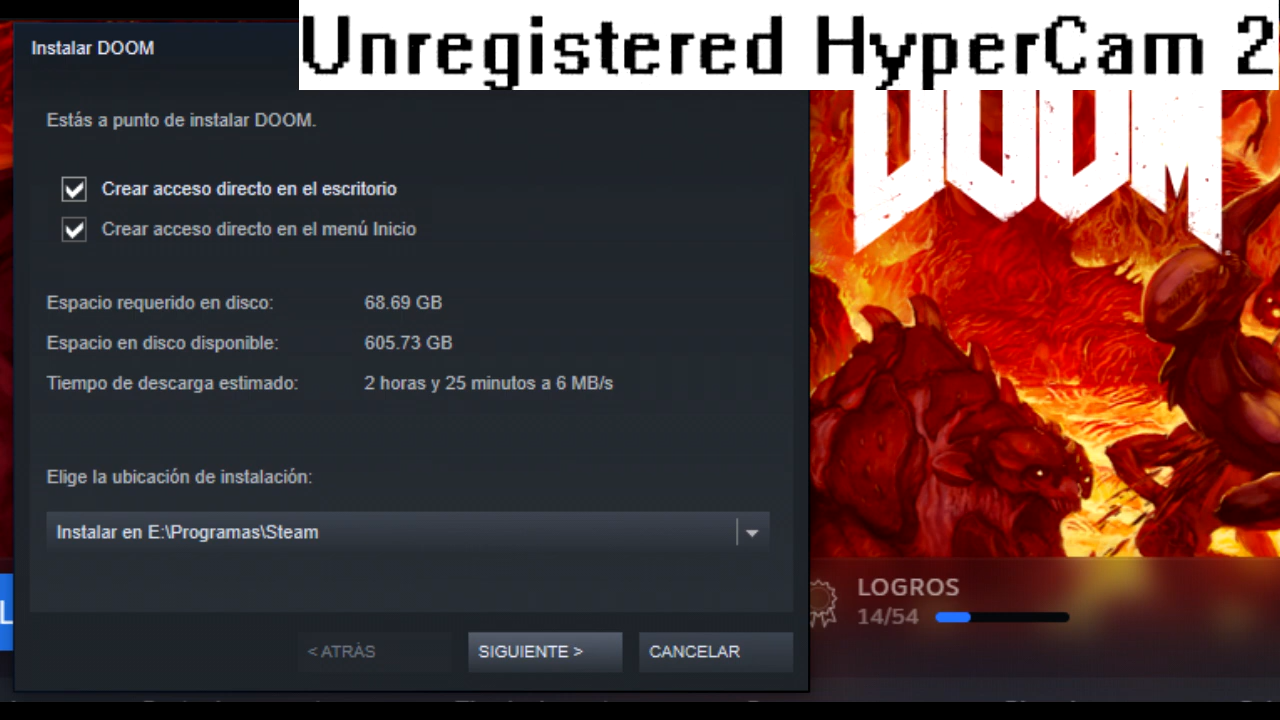 Unregistered HyperCam 2
Instalar DOOM
DOOM
Estás a punto de instalar DOOM.
Crear acceso directo en el escritorio
Crear acceso directo en el menú Inicio
Espacio requerido en disco: 68.69 GB
Espacio en disco disponible: 605.73 GB
Tiempo de descarga estimado: 2 horas y 25 minutos a 6 MB/s
Elige la ubicación de instalación:
Instalar en E:\Programas\Steam
LOGROS
14/54
< ATRÀS SIGUIENTE > CANCELAR